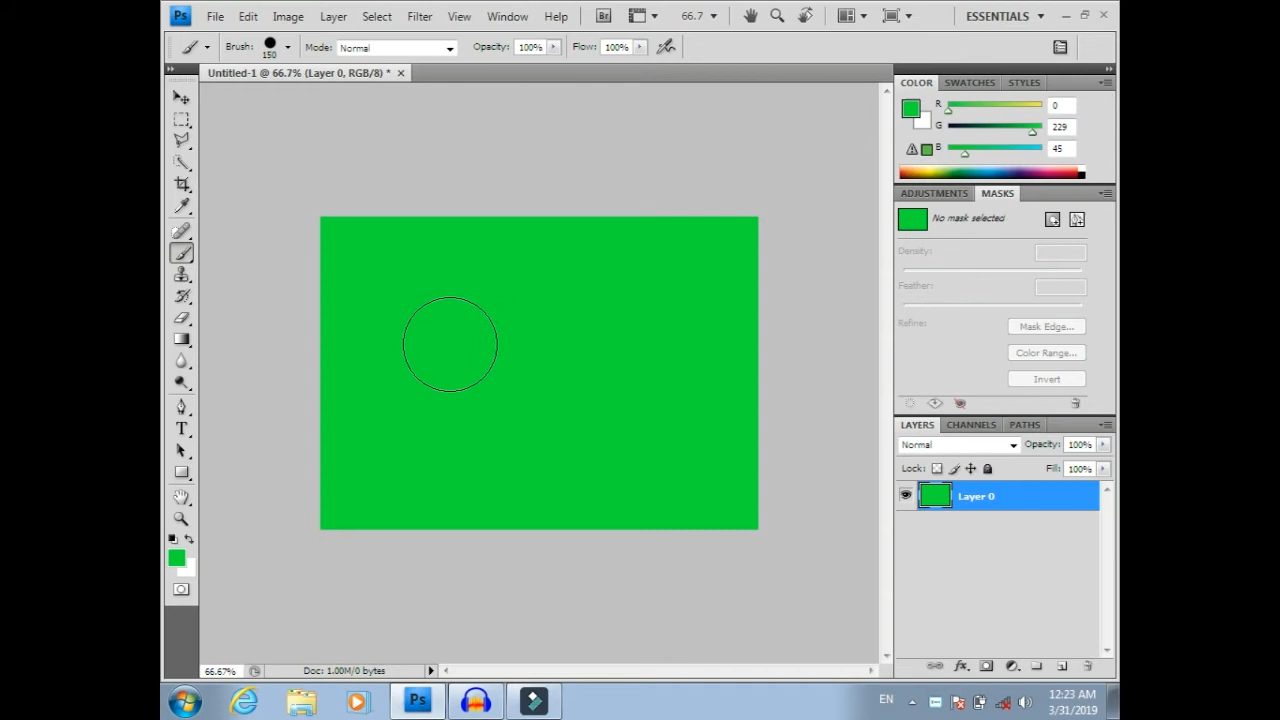 Ps File Edit Image Layer Select Filter View Window Help Br 66.7 ESSENTIALS
Brush: 150 Mode: Normal Opacity: 100% Flow: 100%
Untitled-1 @ 66.7% (Layer 0, RGB/8) *
COLOR SWATCHES STYLES
R 0
G 229
B 45
ADJUSTMENTS MASKS
No mask selected
Density:
Feather:
Refine: Mask Edge...
Color Range...
Invert
LAYERS CHANNELS PATHS
Normal Opacity: 100%
Lock: Fill: 100%
Layer 0
T
66.67% Doc: 1.00M/0 bytes
fx.
Ps EN 12:23 AM
3/31/2019